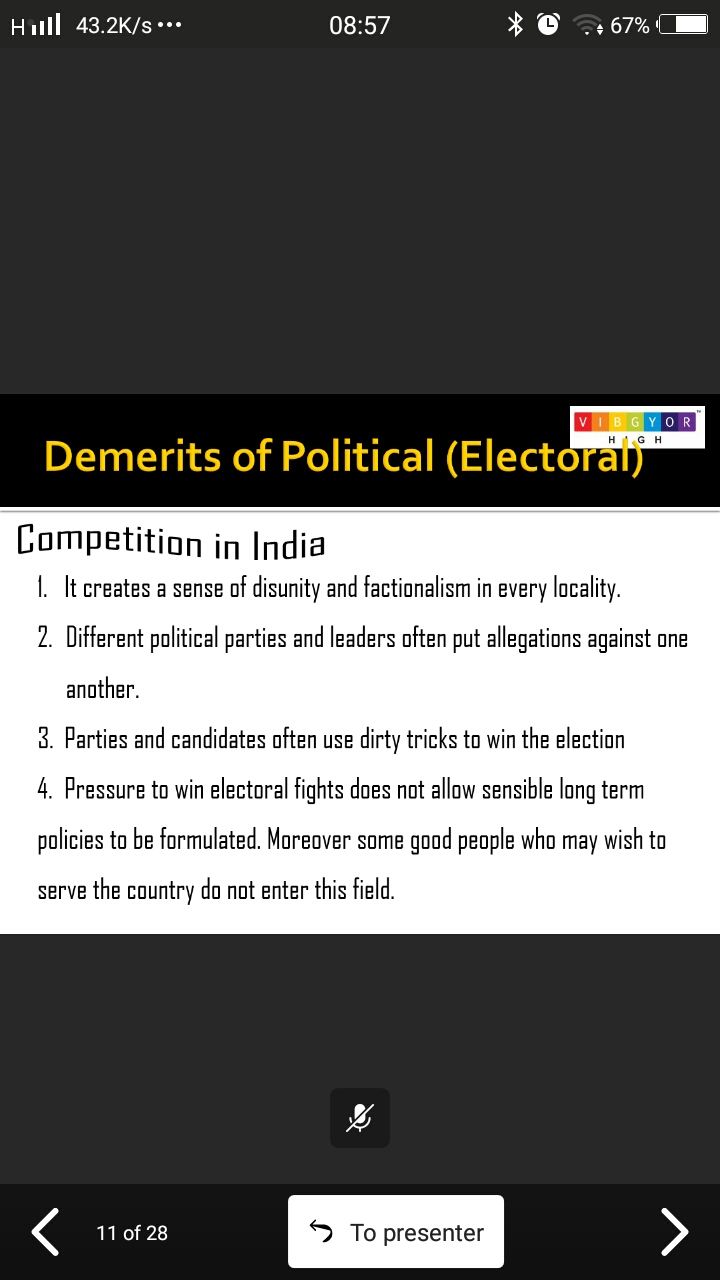 H 43.2K/s ••• 08:57 67%
VIBGYOR™
HIGH
Demerits of Political (Electoral)
Competition in India
1. It creates a sense of disunity and factionalism in every locality.
2. Different political parties and leaders often put allegations against one
another.
3. Parties and candidates often use dirty tricks to win the election
4. Pressure to win electoral fights does not allow sensible long term
policies to be formulated. Moreover some good people who may wish to
serve the country do not enter this field.
11 of 28 To presenter